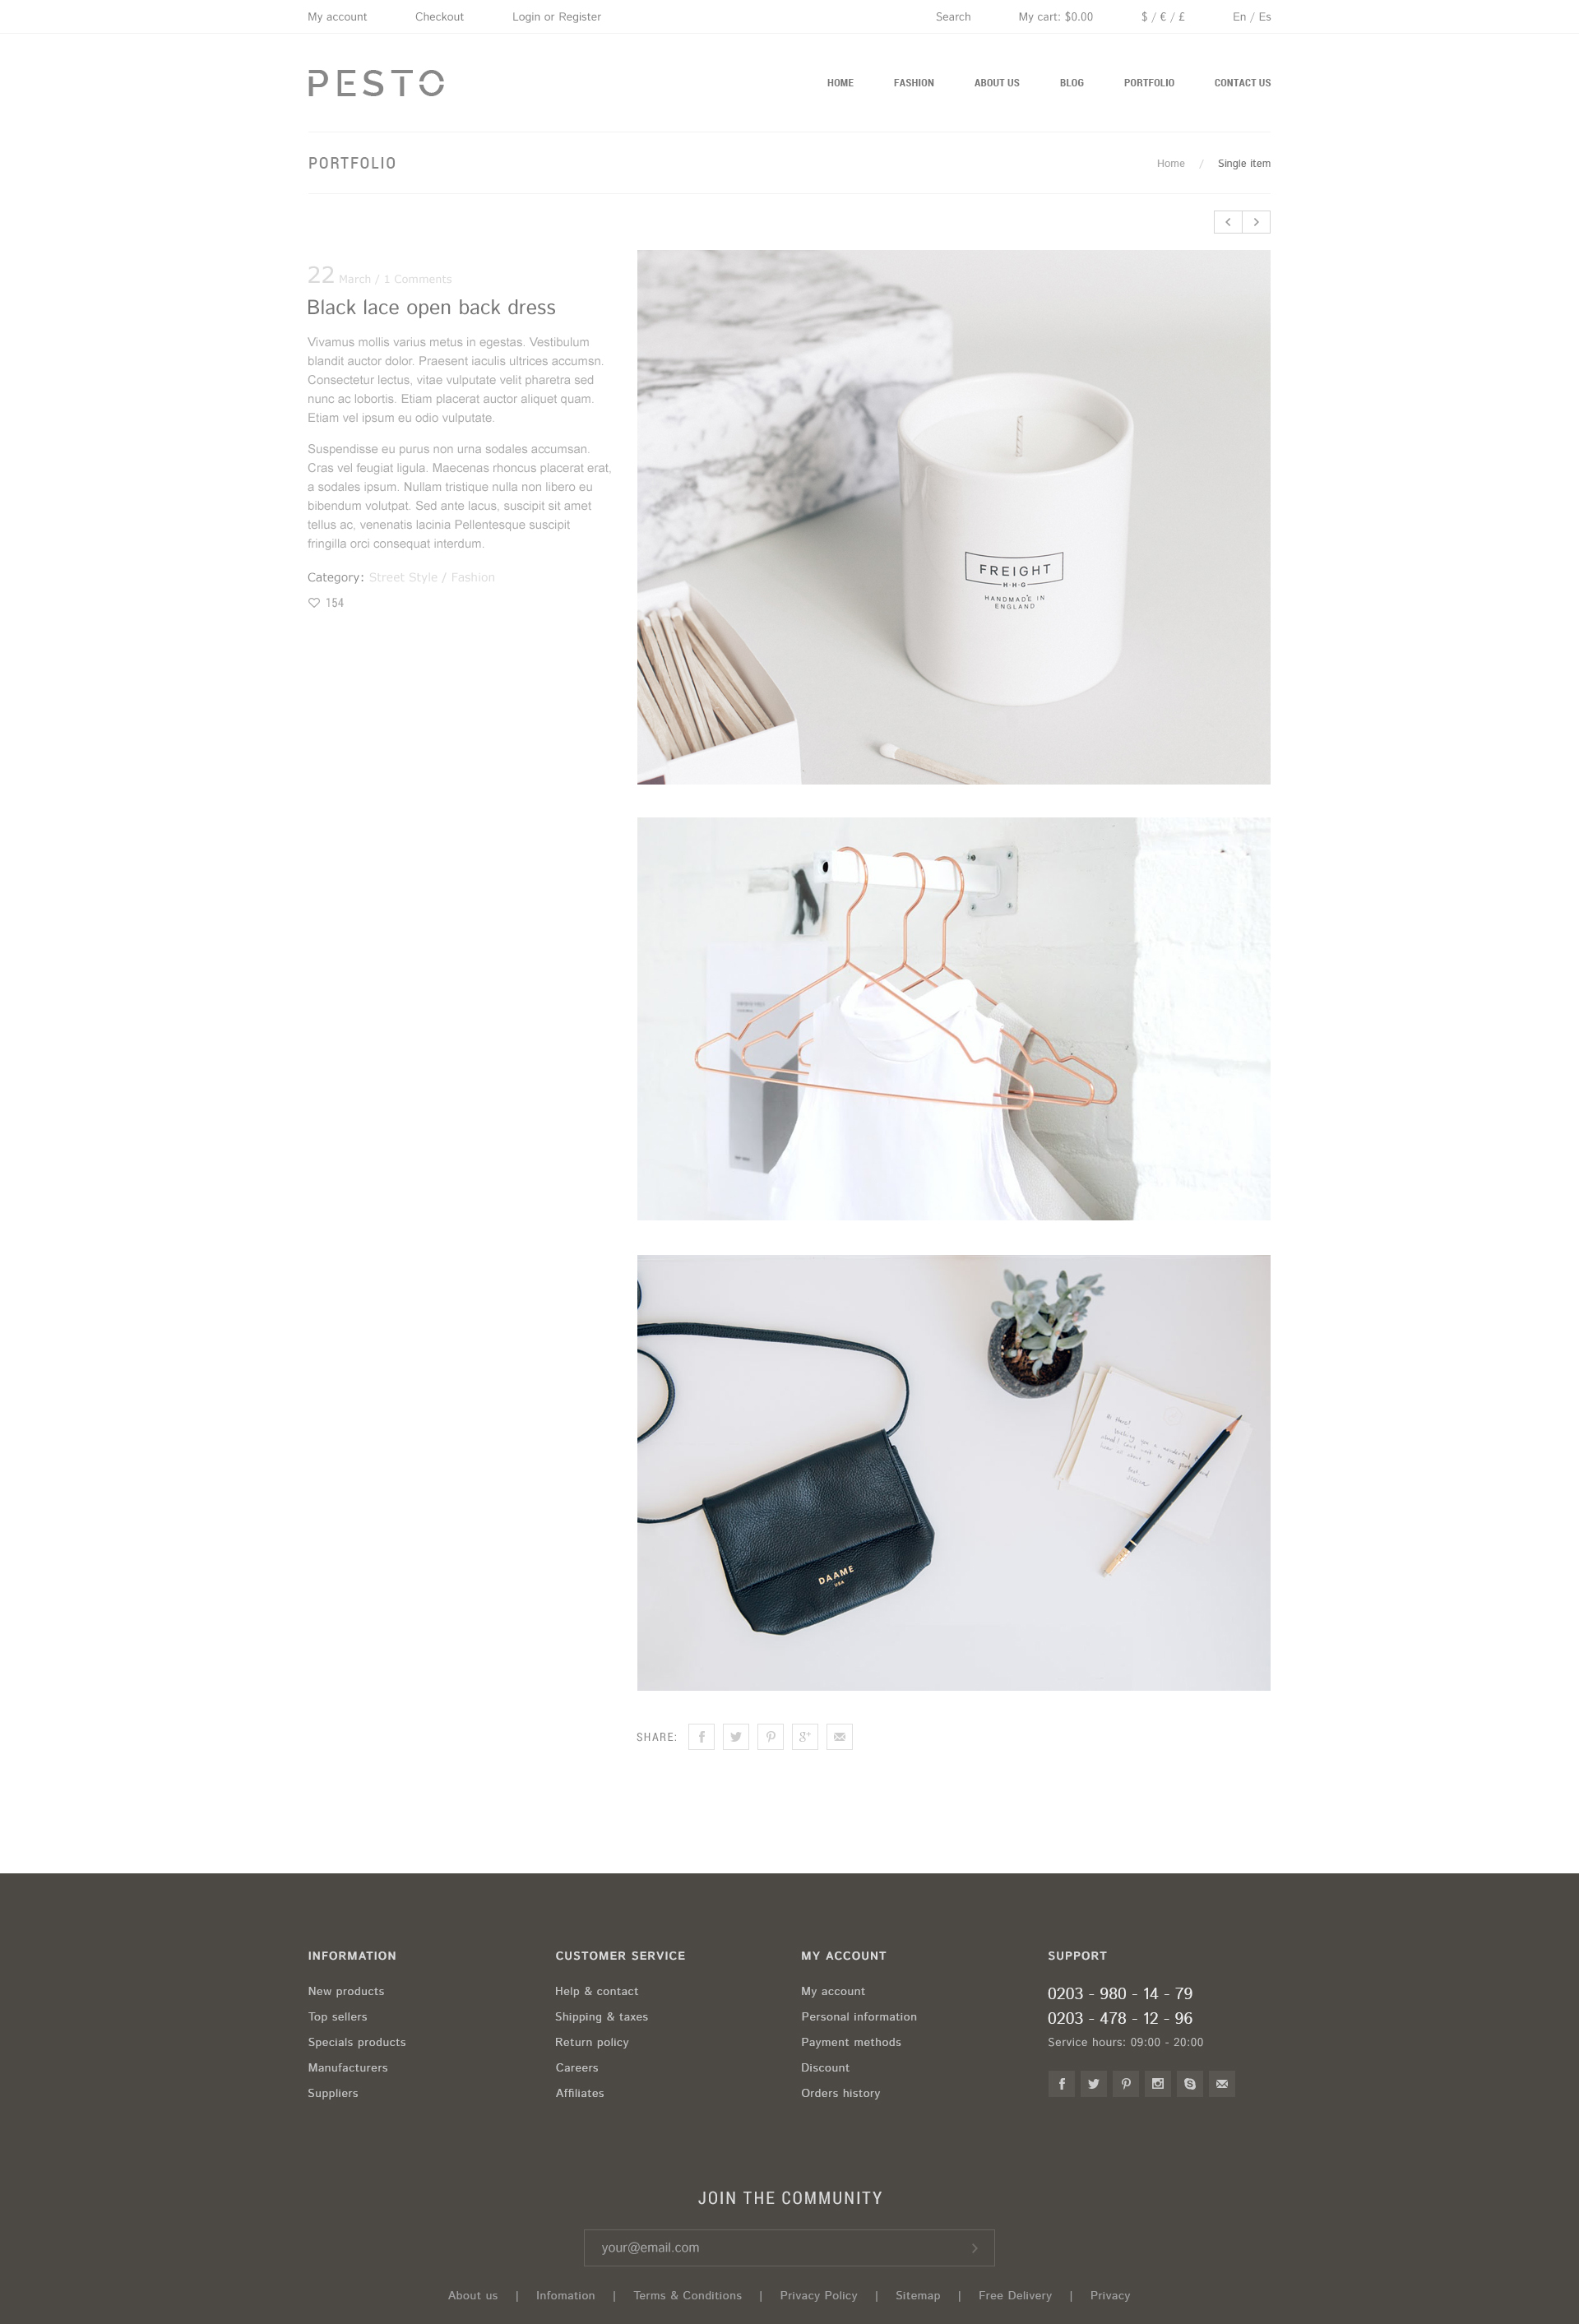 My account Checkout Login or Register Search My cart: $0.00 $ / € / £ En / Es
PESTO
HOME FASHION ABOUT US BLOG PORTFOLIO CONTACT US
PORTFOLIO
Home / Single item
22 March / 1 Comments
Black lace open back dress
Vivamus mollis varius metus in egestas. Vestibulum
blandit auctor dolor. Praesent iaculis ultrices accumsn.
Consectetur lectus, vitae vulputate velit pharetra sed
nunc ac lobortis. Etiam placerat auctor aliquet quam.
Etiam vel ipsum eu odio vulputate.
Suspendisse eu purus non urna sodales accumsan.
Cras vel feugiat ligula. Maecenas rhoncus placerat erat,
a sodales ipsum. Nullam tristique nulla non libero eu
bibendum volutpat. Sed ante lacus, suscipit sit amet
tellus ac, venenatis lacinia Pellentesque suscipit
fringilla orci consequat interdum.
Category: Street Style / Fashion
154
FREIGHT
H·H·G
HANDMADE IN
ENGLAND
DAAME
USA
SHARE:
INFORMATION
New products
Top sellers
Specials products
Manufacturers
Suppliers
CUSTOMER SERVICE
Help & contact
Shipping & taxes
Return policy
Careers
Affiliates
MY ACCOUNT
My account
Personal information
Payment methods
Discount
Orders history
SUPPORT
0203 - 980 - 14 - 79
0203 - 478 - 12 - 96
Service hours: 09:00 - 20:00
JOIN THE COMMUNITY
your@email.com
About us | Infomation | Terms & Conditions | Privacy Policy | Sitemap | Free Delivery | Privacy